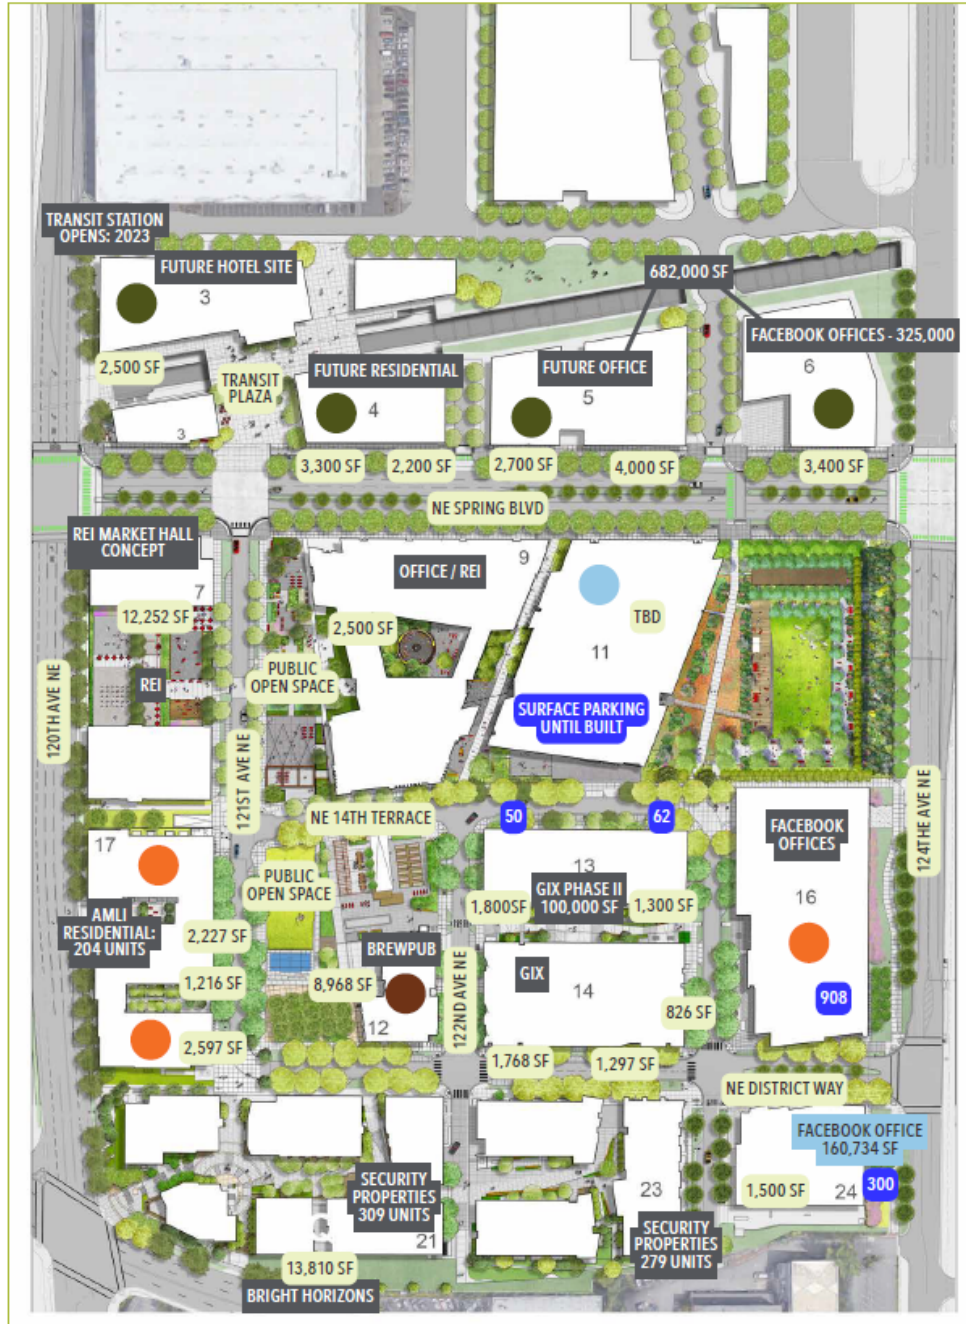 TRANSIT STATION
OPENS: 2023
FUTURE HOTEL SITE
3
682,000 SF
FACEBOOK OFFICES - 325,000
2,500 SF
TRANSIT
PLAZA
FUTURE RESIDENTIAL
4
FUTURE OFFICE
5
6
3
3,300 SF
2,200 SF
2,700 SF
4,000 SF
3,400 SF
NE SPRING BLVD
REI MARKET HALL
CONCEPT
7
OFFICE / REI
9
12,252 SF
2,500 SF
TBD
11
PUBLIC
OPEN SPACE
REI
SURFACE PARKING
UNTIL BUILT
120TH AVE NE
121ST AVE NE
124THE AVE NE
NE 14TH TERRACE
50
62
17
13
FACEBOOK
OFFICES
PUBLIC
OPEN SPACE
GIX PHASE II
100,000 SF
1,800SF
1,300 SF
16
AMLI
RESIDENTIAL:
204 UNITS
2,227 SF
BREWPUB
122ND AVE NE
GIX
1,216 SF
8,968 SF
14
908
12
826 SF
2,597 SF
1,768 SF
1,297 SF
NE DISTRICT WAY
FACEBOOK OFFICE
160,734 SF
SECURITY
PROPERTIES
309 UNITS
23
1,500 SF
24
300
21
SECURITY
PROPERTIES
279 UNITS
13,810 SF
BRIGHT HORIZONS